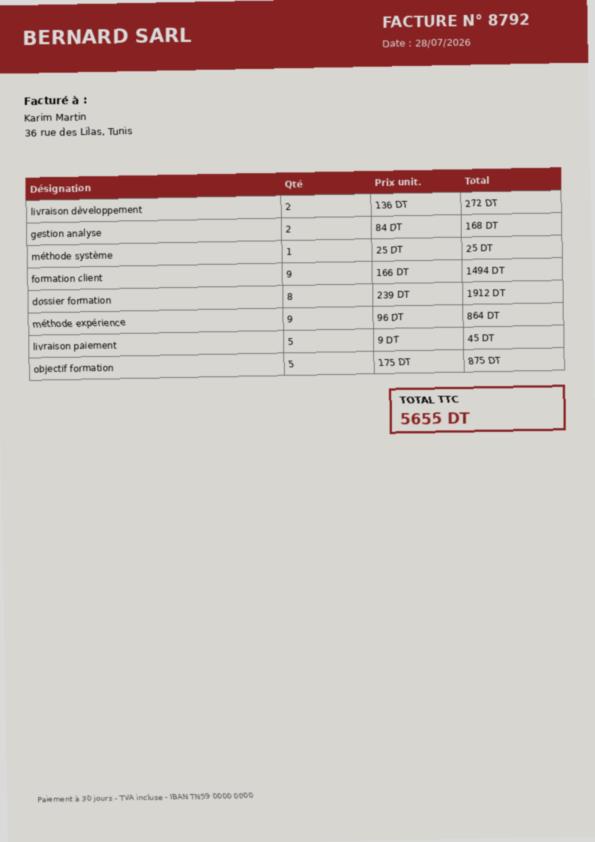 BERNARD SARL
FACTURE N° 8792
Date : 28/07/2026
Facturé à :
Karim Martin
36 rue des Lilas, Tunis
Désignation Qté Prix unit. Total
livraison développement 2 136 DT 272 DT
gestion analyse 2 84 DT 168 DT
méthode système 1 25 DT 25 DT
formation client 9 166 DT 1494 DT
dossier formation 8 239 DT 1912 DT
méthode expérience 9 96 DT 864 DT
livraison paiement 5 9 DT 45 DT
objectif formation 5 175 DT 875 DT
TOTAL TTC
5655 DT
Paiement à 30 jours - TVA incluse - IBAN TN59 0000 0000